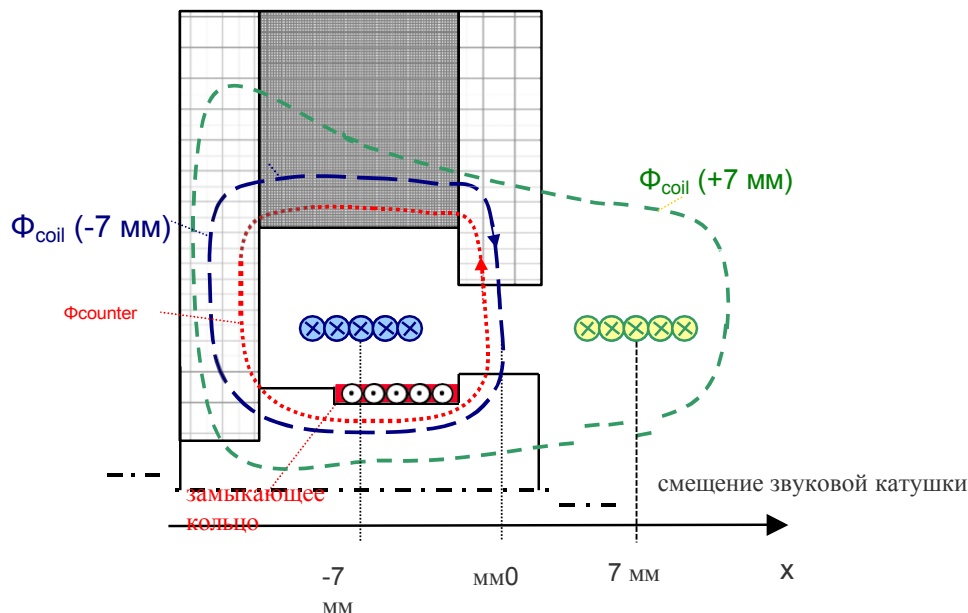 Φcoil (+7 мм)
Φcoil (-7 мм)
Φcounter
замыкающее
кольцо
смещение звуковой катушки
-7
мм
мм0
7 мм
x